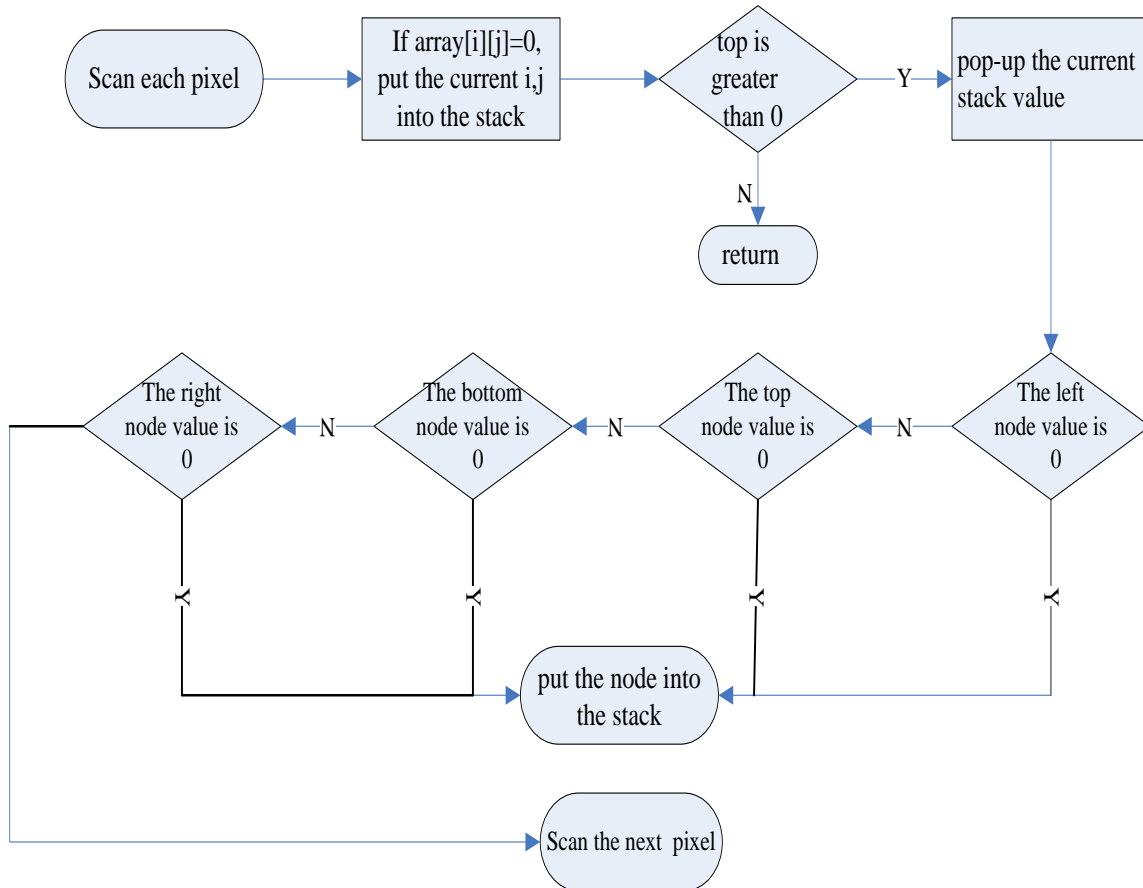 Scan each pixel
If array[i][j]=0,
put the current i,j
into the stack
top is
greater
than 0
Y
pop-up the current
stack value
N
return
The right
node value is
0
N
The bottom
node value is
0
N
The top
node value is
0
N
The left
node value is
0
Y
Y
Y
Y
put the node into
the stack
Scan the next pixel